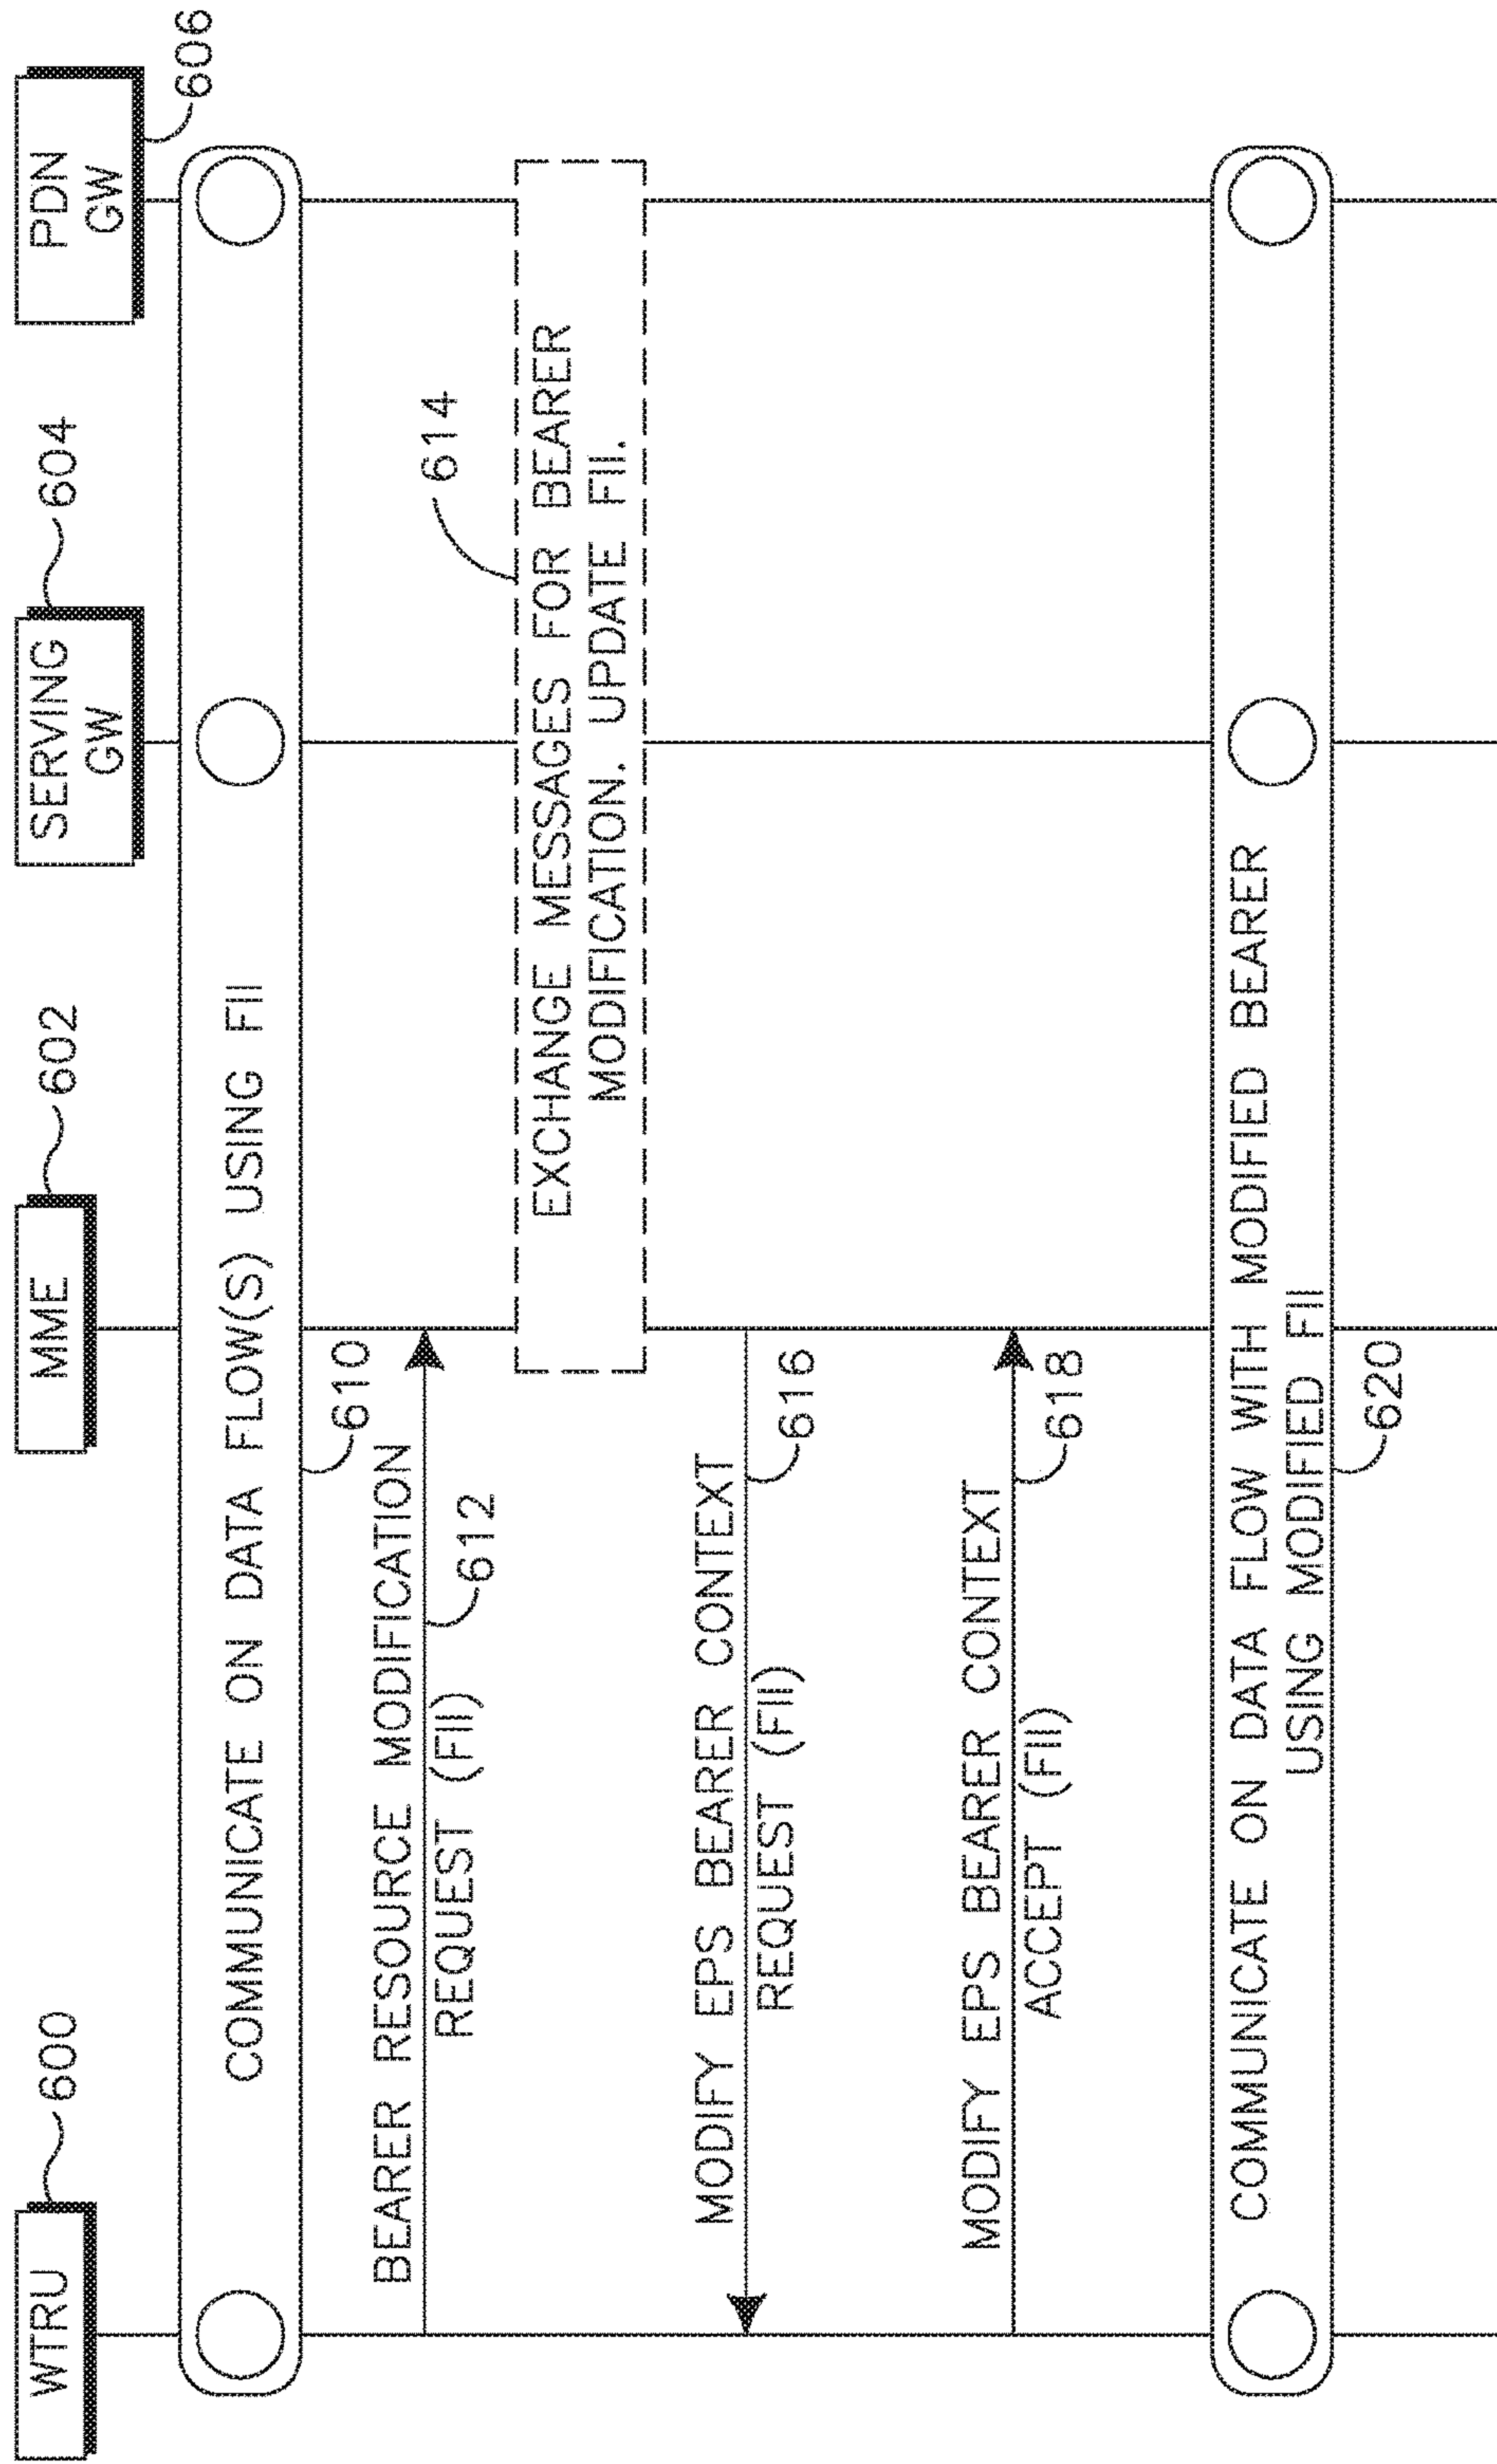 WTRU
600
MME
602
SERVING
GW
604
PDN
GW
606
COMMUNICATE ON DATA FLOW(S) USING FII
610
BEARER RESOURCE MODIFICATION
REQUEST (FII)
612
EXCHANGE MESSAGES FOR BEARER
MODIFICATION. UPDATE FII.
614
MODIFY EPS BEARER CONTEXT
REQUEST (FII)
616
MODIFY EPS BEARER CONTEXT
ACCEPT (FII)
618
COMMUNICATE ON DATA FLOW WITH MODIFIED BEARER
USING MODIFIED FII
620